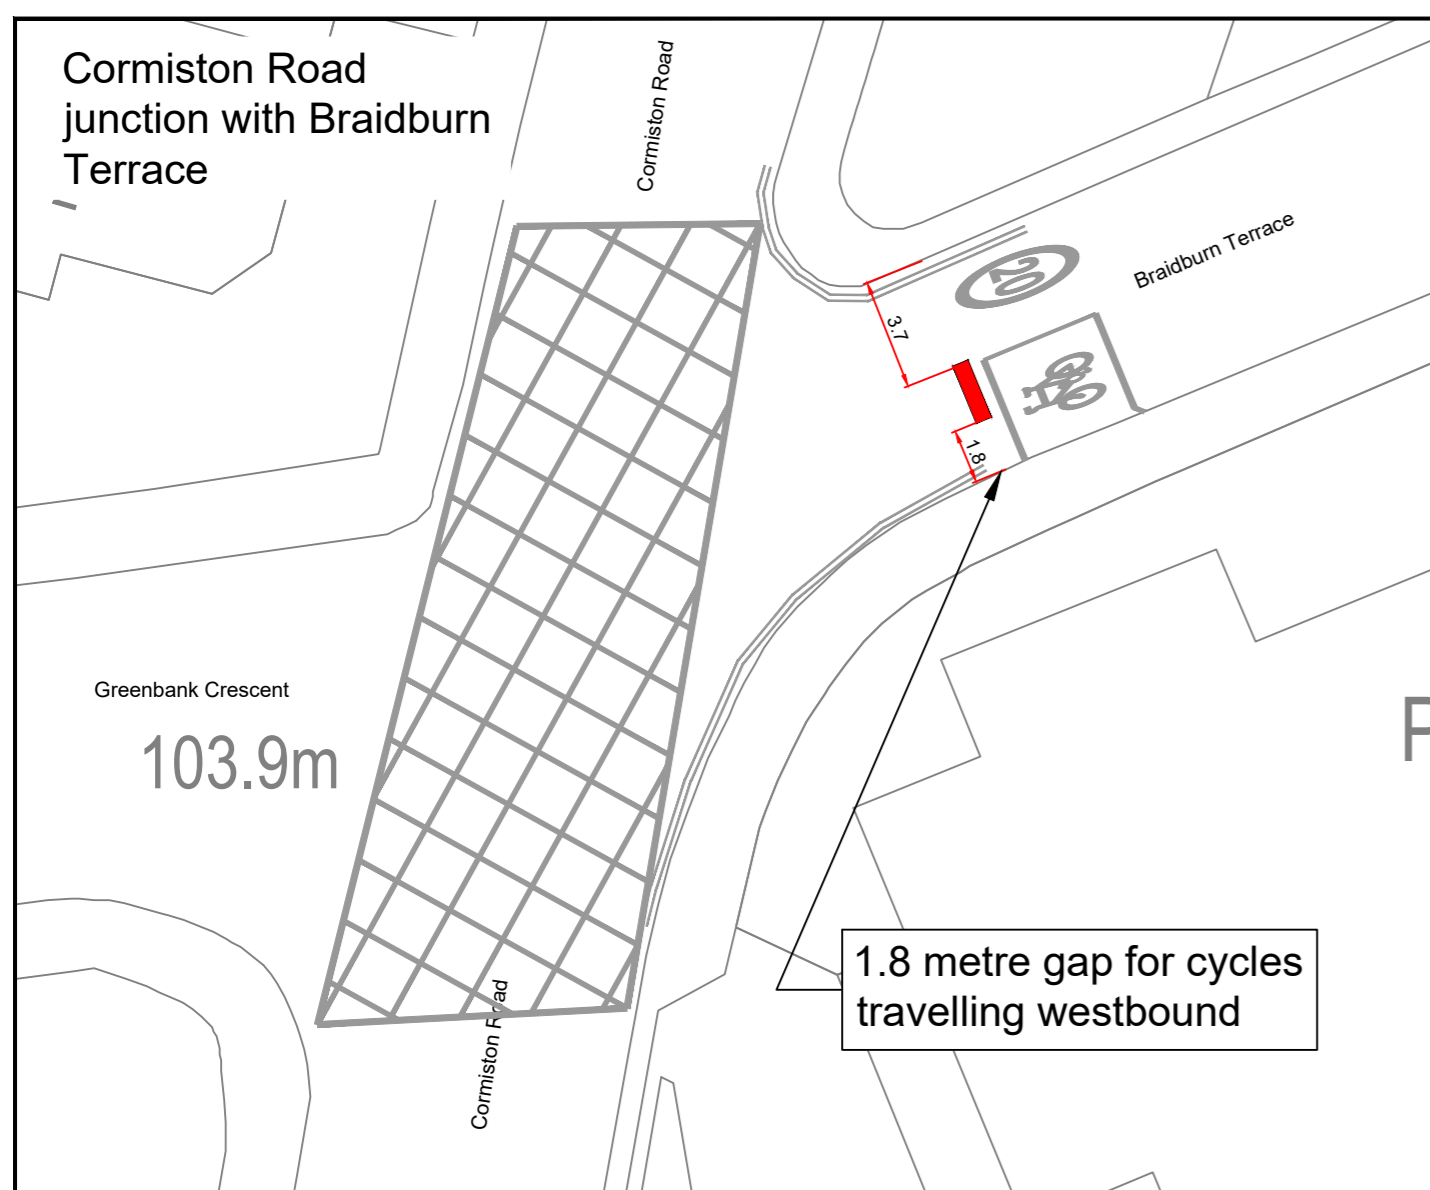 Cormiston Road
junction with Braidburn
Terrace
Cormiston Road
Braidburn Terrace
20
3.7
1.8
Greenbank Crescent
103.9m
P
1.8 metre gap for cycles
travelling westbound
Cormiston Road